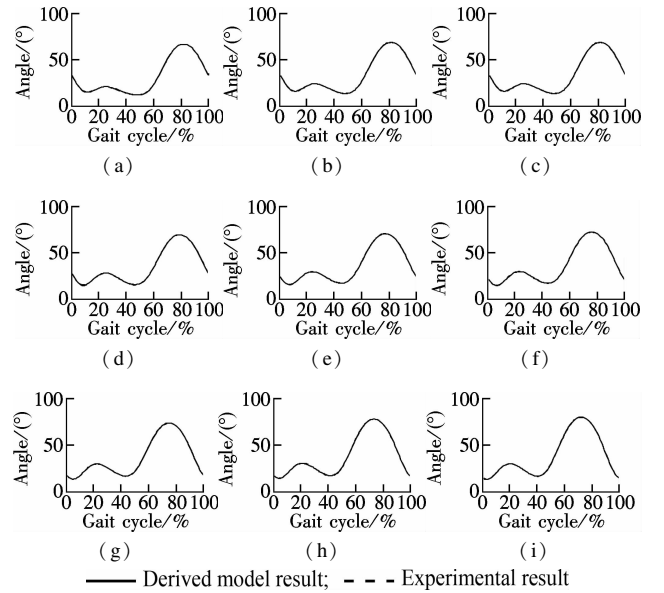 100 100 100
Angle/(°) Angle/(°) Angle/(°)
50 50 50
0 0 0
0 20 40 60 80 100 0 20 40 60 80 100 0 20 40 60 80 100
Gait cycle/% Gait cycle/% Gait cycle/%
(a) (b) (c)
100 100 100
Angle/(°) Angle/(°) Angle/(°)
50 50 50
0 0 0
0 20 40 60 80 100 0 20 40 60 80 100 0 20 40 60 80 100
Gait cycle/% Gait cycle/% Gait cycle/%
(d) (e) (f)
100 100 100
Angle/(°) Angle/(°) Angle/(°)
50 50 50
0 0 0
0 20 40 60 80 100 0 20 40 60 80 100 0 20 40 60 80 100
Gait cycle/% Gait cycle/% Gait cycle/%
(g) (h) (i)
Derived model result; Experimental result